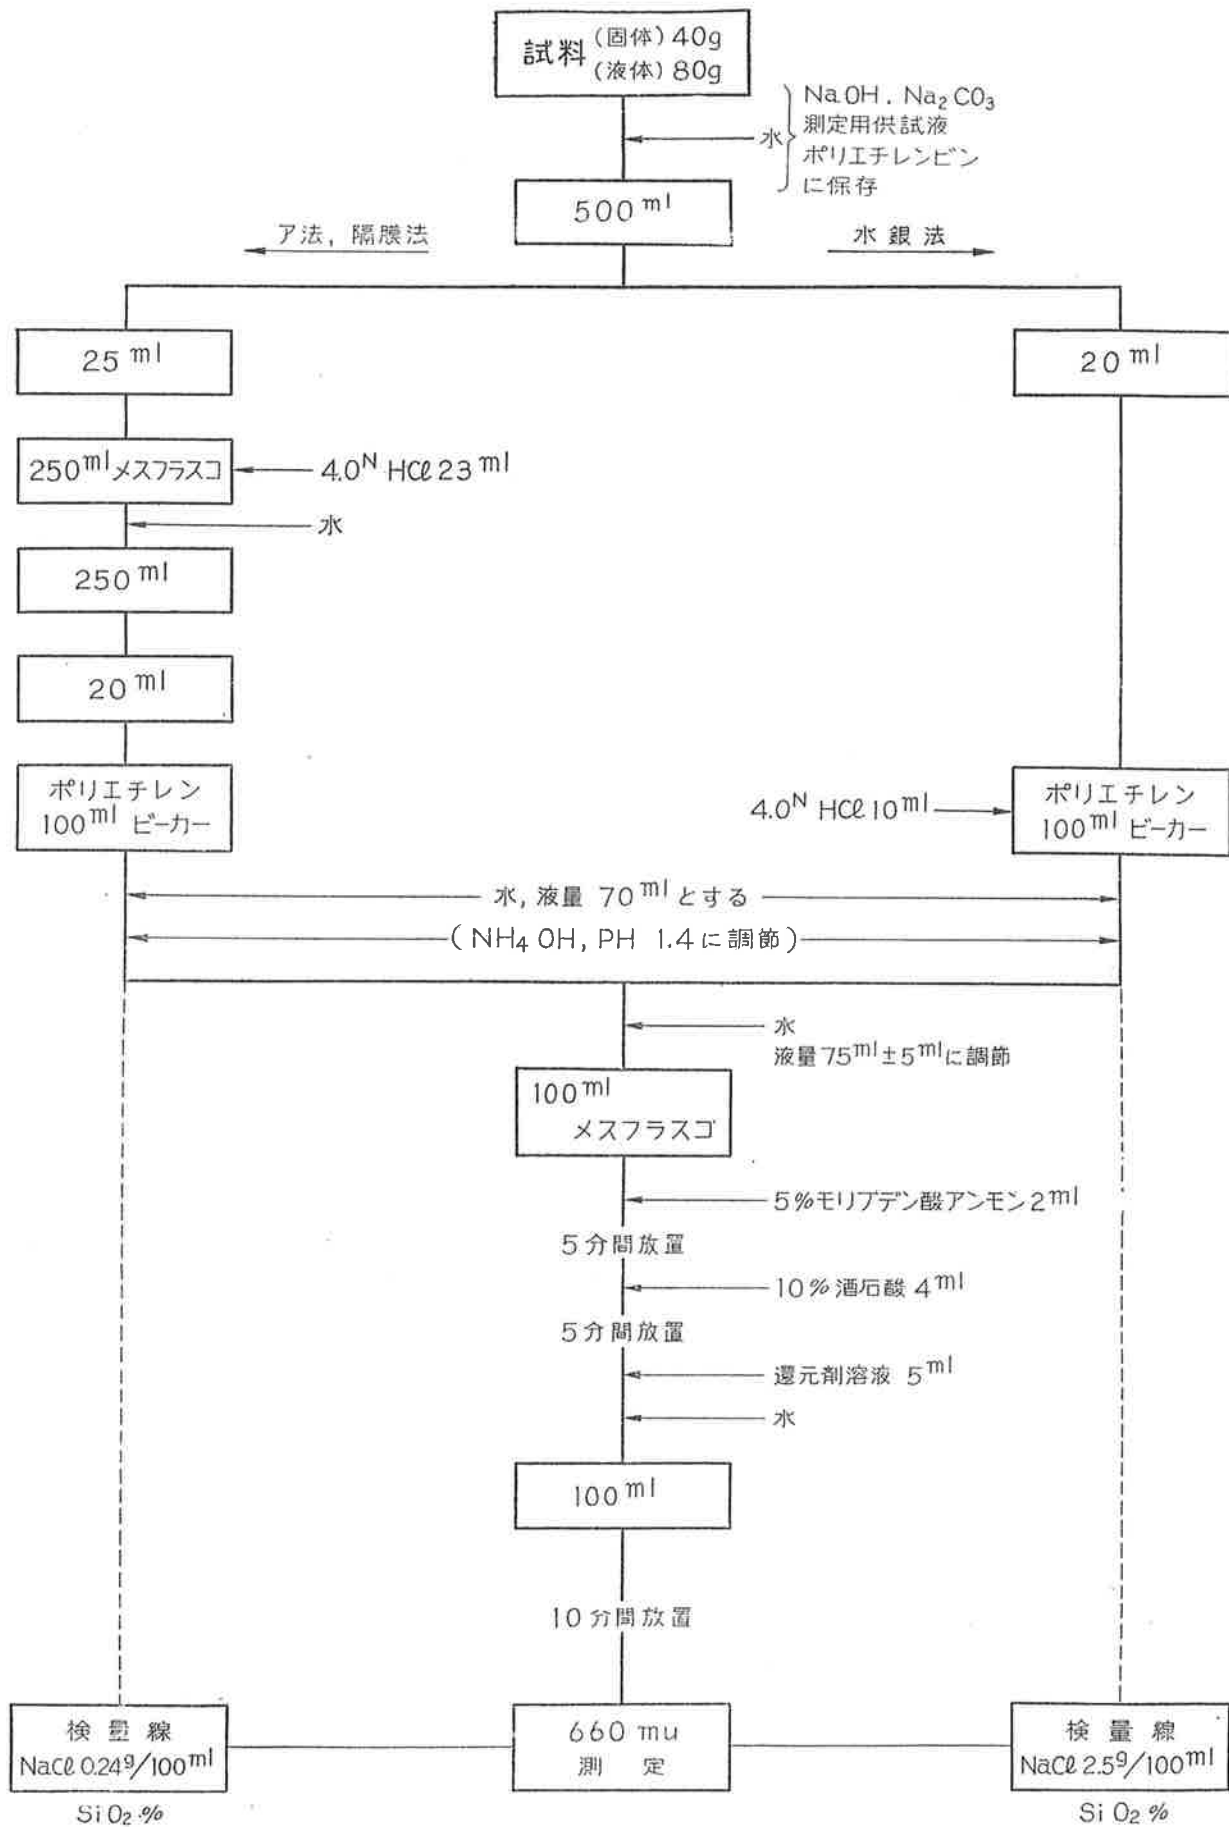 試料 (固体) 40g
(液体) 80g
水
NaOH. Na2CO3
測定用供試液
ポリエチレンビン
に保存
500ml
ア法, 隔膜法
水銀法
25ml
20ml
250mlメスフラスコ
4.0N HCl 23ml
水
250ml
20ml
ポリエチレン
100ml ビーカー
4.0N HCl 10ml
ポリエチレン
100ml ビーカー
水, 液量 70mlとする
(NH4OH, PH 1.4に調節)
水
液量75ml±5mlに調節
100ml
メスフラスゴ
5%モリブデン酸アンモン2ml
5分間放置
10%酒石酸 4ml
5分間放置
還元剤溶液 5ml
水
100ml
10分間放置
検量線
NaCl 0.24g/100ml
SiO2.%
660 mu
測定
検量線
NaCl 2.5g/100ml
SiO2 %